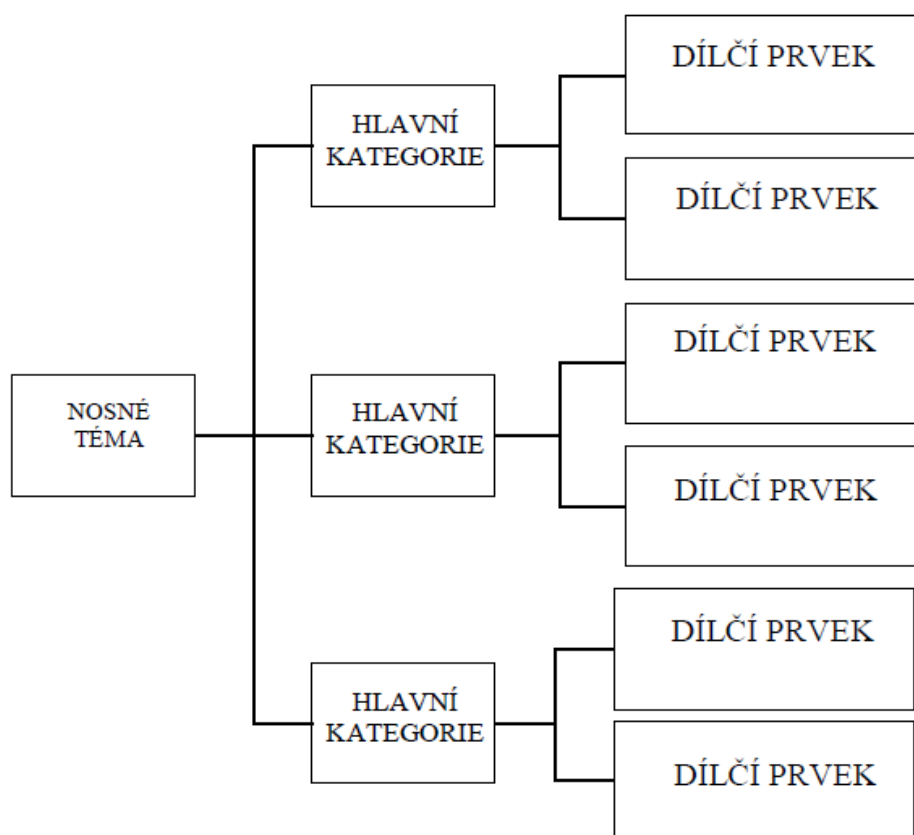 DÍLČÍ PRVEK
HLAVNÍ
KATEGORIE
DÍLČÍ PRVEK
DÍLČÍ PRVEK
NOSNÉ
TÉMA
HLAVNÍ
KATEGORIE
DÍLČÍ PRVEK
DÍLČÍ PRVEK
HLAVNÍ
KATEGORIE
DÍLČÍ PRVEK